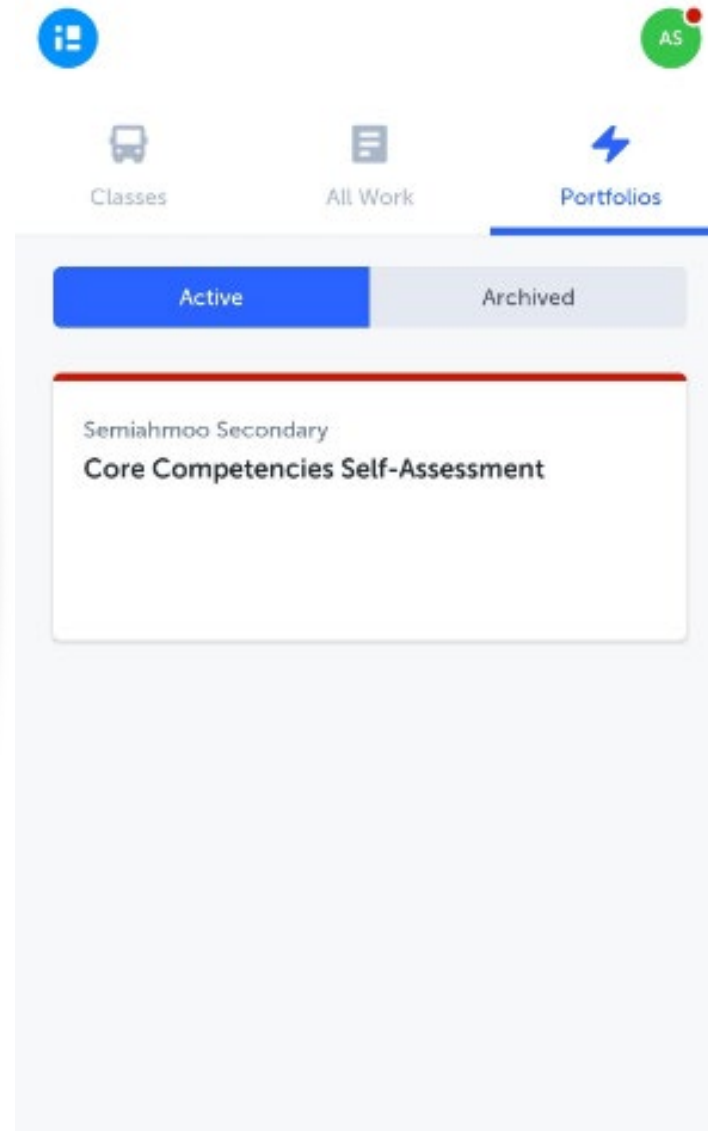 AS
Classes
All Work
Portfolios
Active
Archived
Semiahmoo Secondary
Core Competencies Self-Assessment